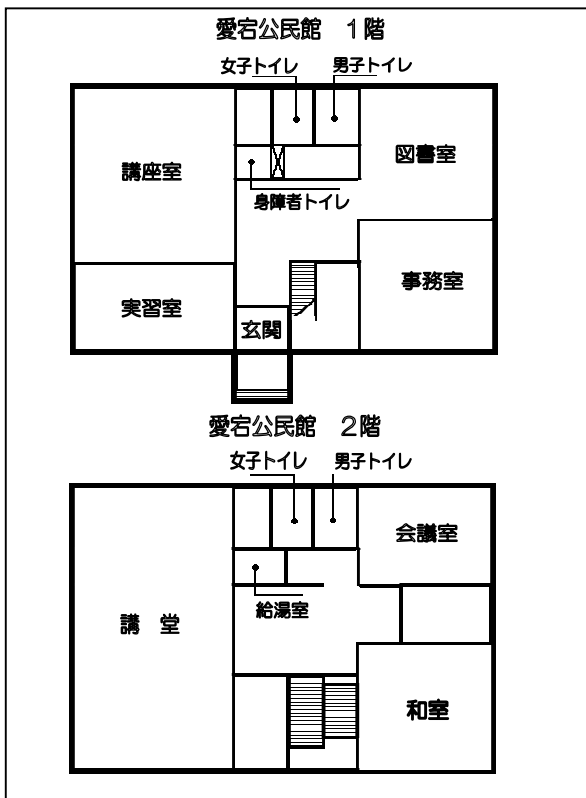 愛宕公民館　１階
女子トイレ　男子トイレ
講座室
図書室
身障者トイレ
事務室
実習室
玄関
愛宕公民館　２階
女子トイレ　男子トイレ
会議室
給湯室
講　堂
和室